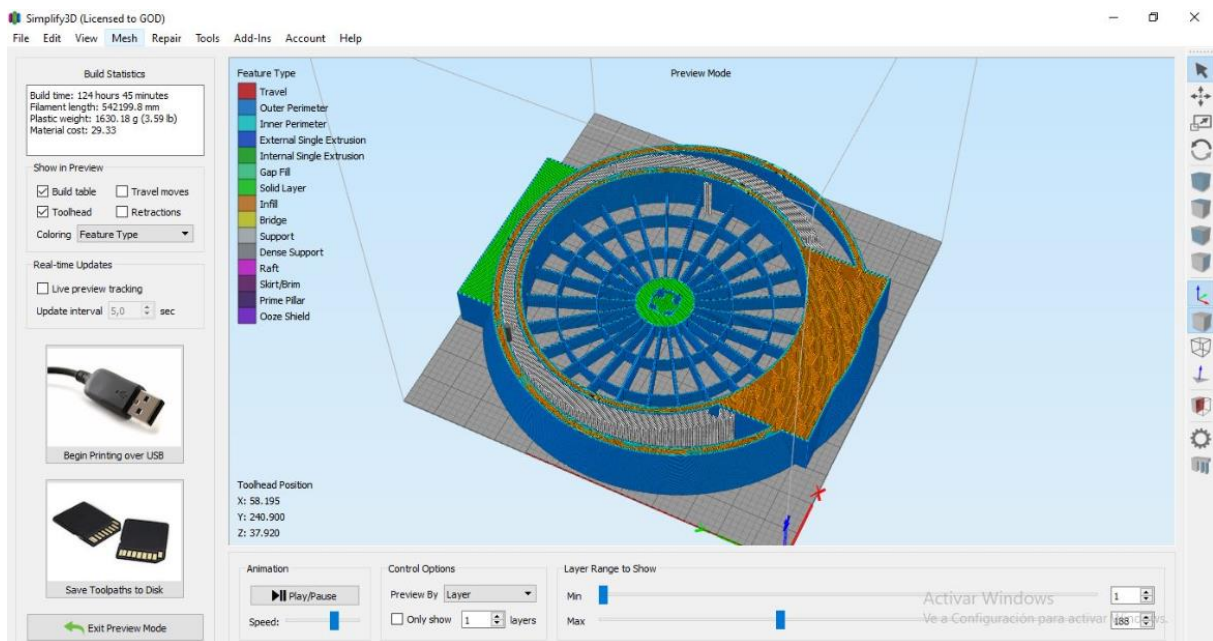 Simplify3D (Licensed to GOD)
File Edit View Mesh Repair Tools Add-Ins Account Help
Build Statistics
Build time: 124 hours 45 minutes
Filament length: 542199.8 mm
Plastic weight: 1630.18 g (3.59 lb)
Material cost: 29.33
Show in Preview
Build table Travel moves
Toolhead Retractions
Coloring Feature Type
Real-time Updates
Live preview tracking
Update interval 5,0 sec
Begin Printing over USB
Save Toolpaths to Disk
Exit Preview Mode
Feature Type
Travel
Outer Perimeter
Inner Perimeter
External Single Extrusion
Internal Single Extrusion
Gap Fill
Solid Layer
Infill
Bridge
Support
Dense Support
Raft
Skirt/Brim
Prime Pillar
Ooze Shield
Preview Mode
X
Toolhead Position
X: 58.195
Y: 240.900
Z: 37.920
Animation
Play/Pause
Speed:
Control Options
Preview By Layer
Only show 1 layers
Layer Range to Show
Min 1
Max 188
Activar Windows
Ve a Configuración para activar Windows.